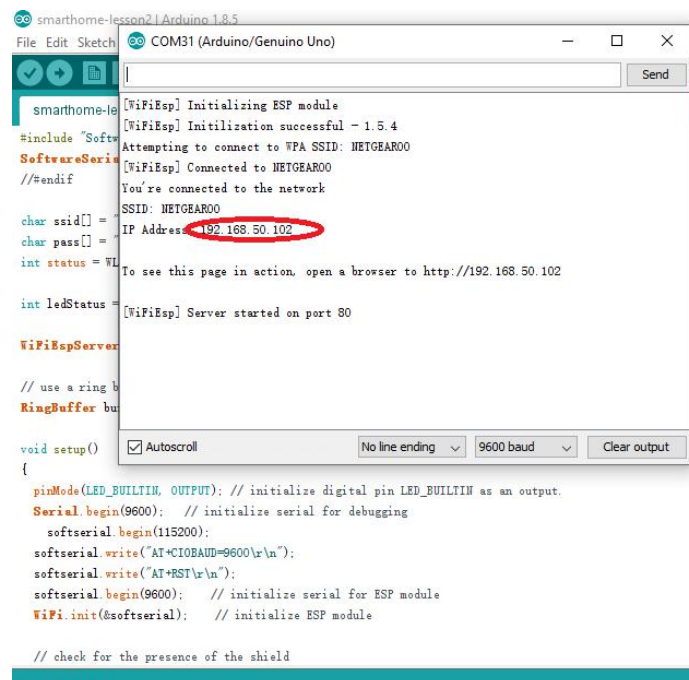 smarthome-lesson2 | Arduino 1.8.5
File Edit Sketch
COM31 (Arduino/Genuino Uno)
Send
smarthome-le
[WiFiEsp] Initializing ESP module
[WiFiEsp] Initilization successful - 1.5.4
Attempting to connect to WPA SSID: NETGEAR00
[WiFiEsp] Connected to NETGEAR00
You're connected to the network
SSID: NETGEAR00
IP Address: 192.168.50.102
To see this page in action, open a browser to http://192.168.50.102
[WiFiEsp] Server started on port 80
Autoscroll
No line ending
9600 baud
Clear output
#include "Softw
SoftwareSeria
//#endif
char ssid[] = "
char pass[] = "
int status = WL
int ledStatus =
WiFiEspServer
// use a ring b
RingBuffer bu
void setup()
{
pinMode(LED_BUILTIN, OUTPUT); // initialize digital pin LED_BUILTIN as an output.
Serial.begin(9600); // initialize serial for debugging
softserial.begin(115200);
softserial.write("AT+CIOBAUD=9600\r\n");
softserial.write("AT+RST\r\n");
softserial.begin(9600); // initialize serial for ESP module
WiFi.init(&softserial); // initialize ESP module
// check for the presence of the shield